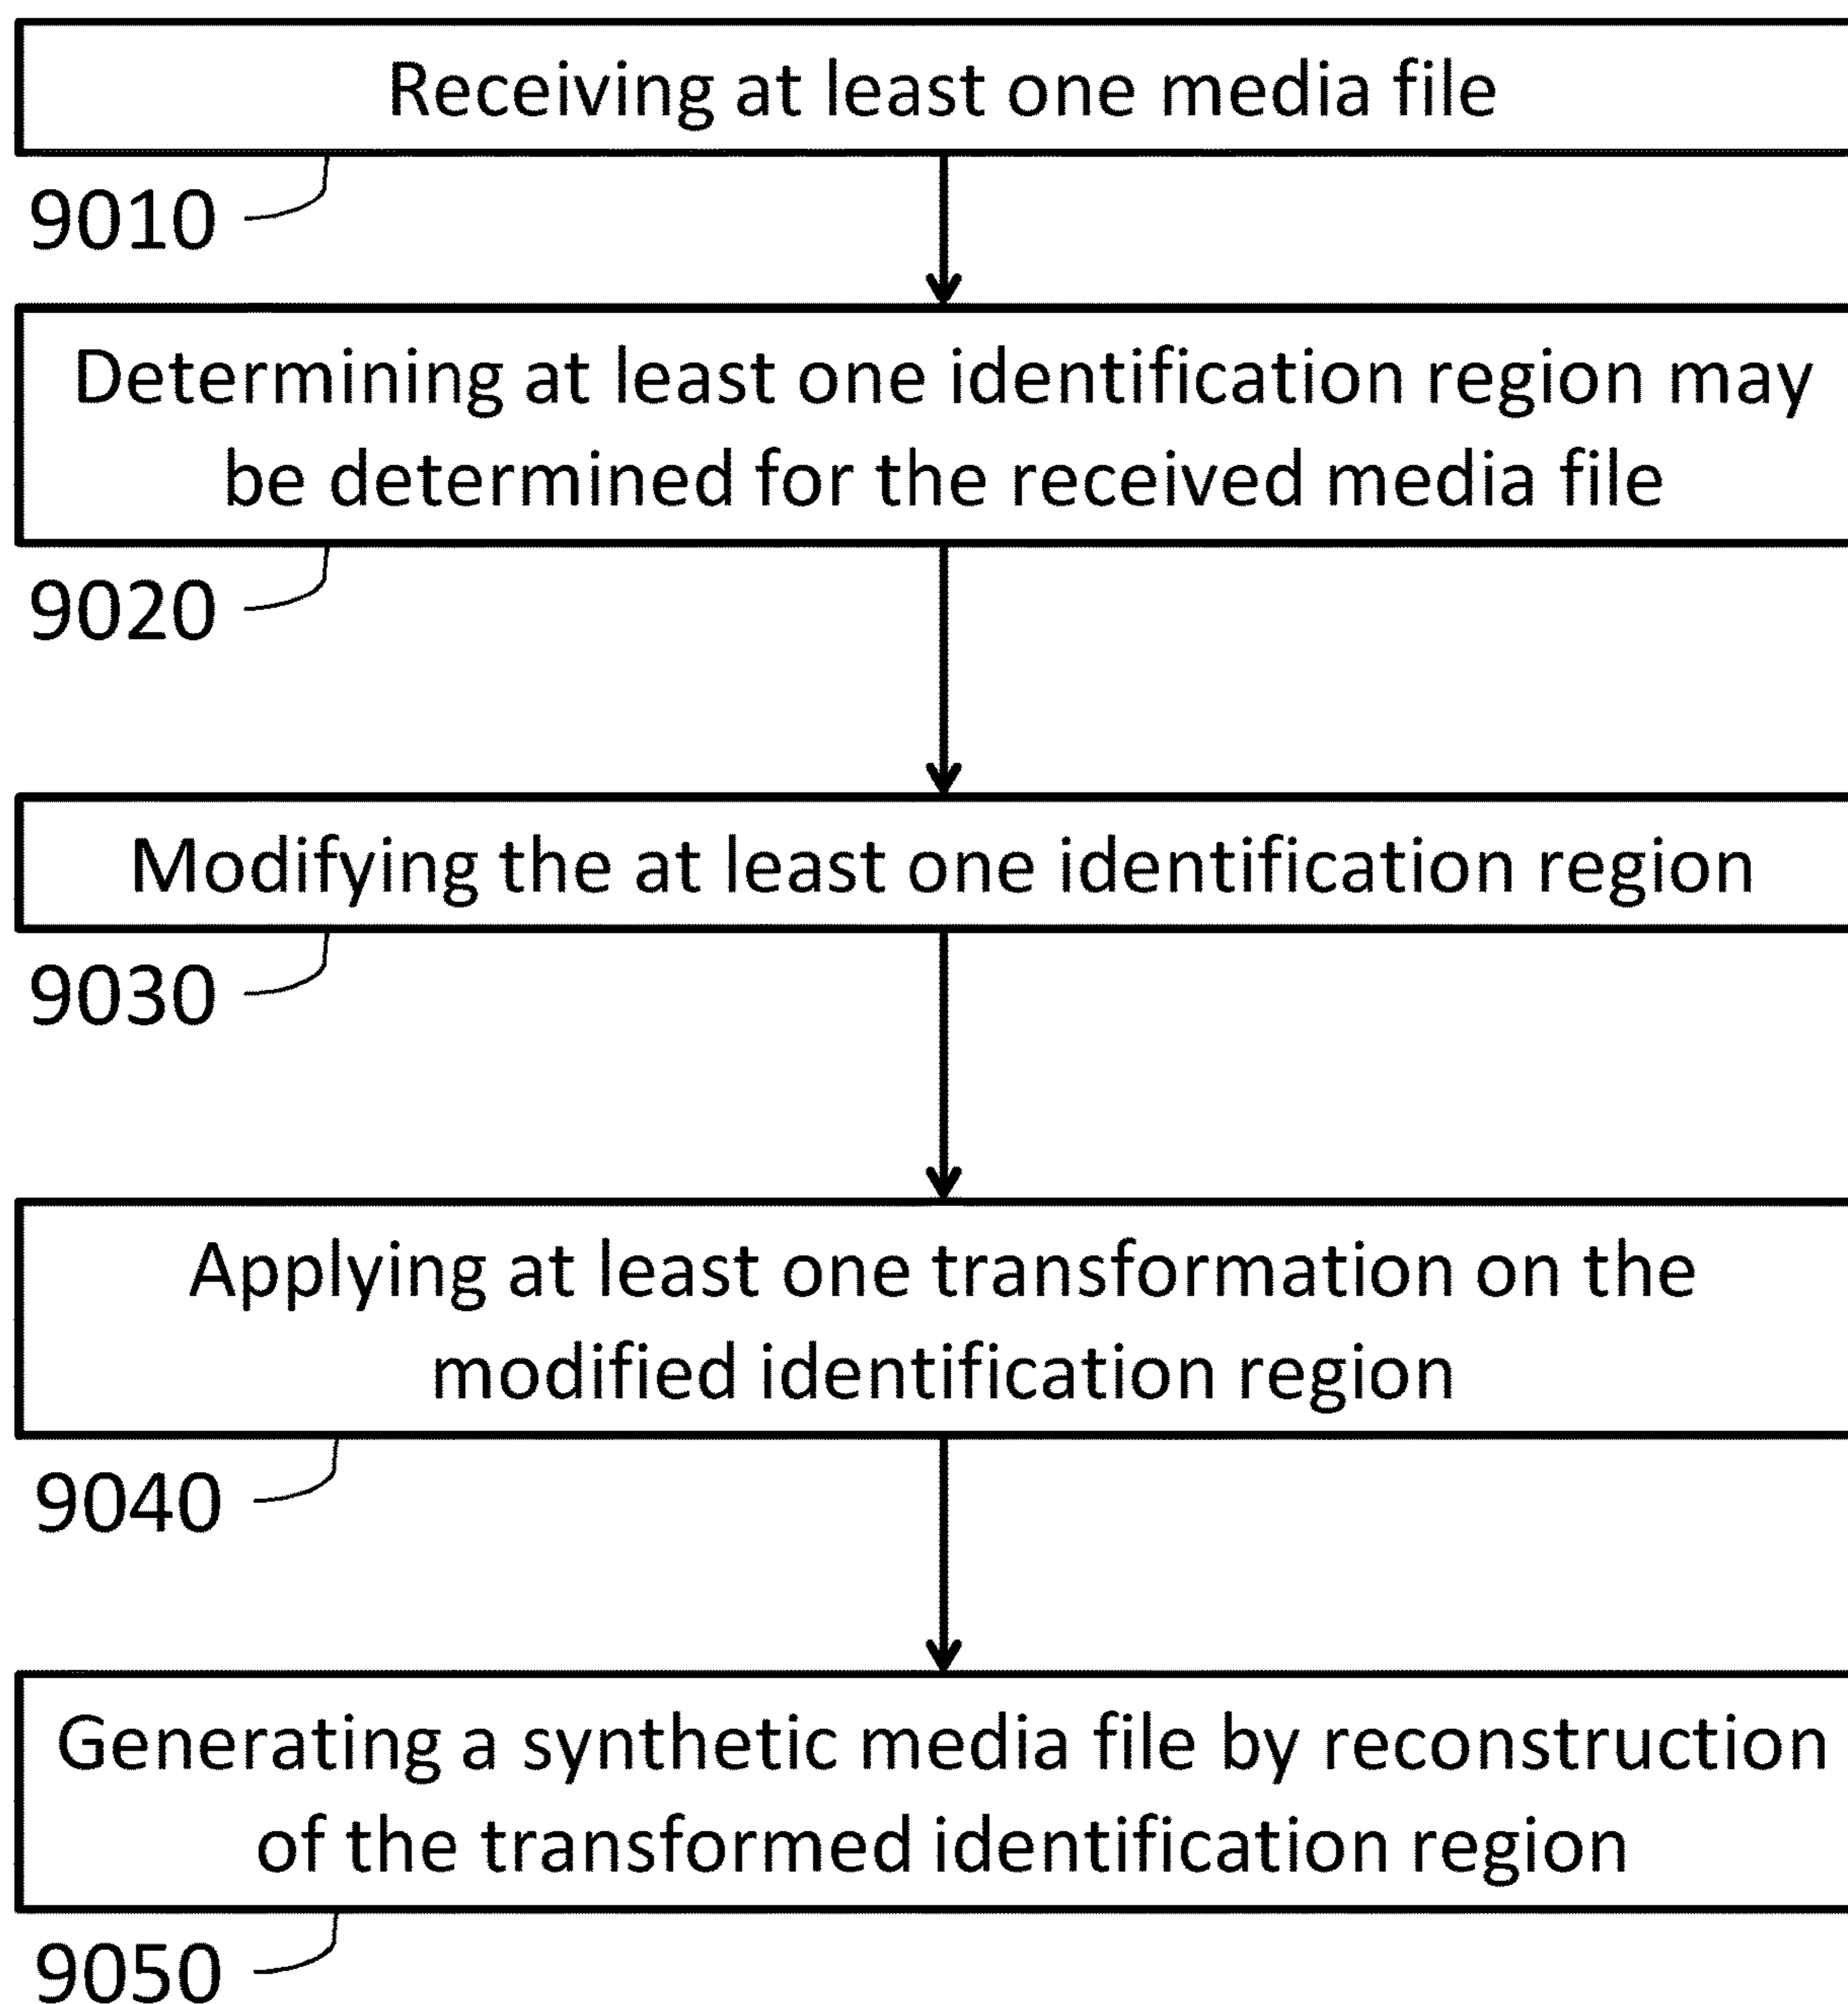 Receiving at least one media file
9010
Determining at least one identification region may
be determined for the received media file
9020
Modifying the at least one identification region
9030
Applying at least one transformation on the
modified identification region
9040
Generating a synthetic media file by reconstruction
of the transformed identification region
9050